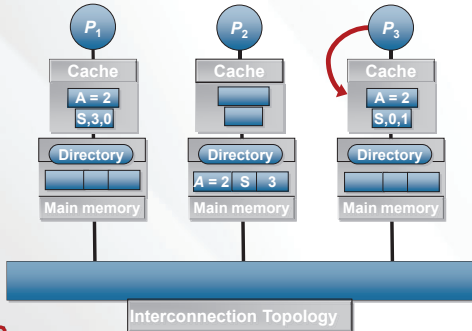 P1 P2 P3
Cache Cache Cache
A = 2 A = 2
S,3,0 S,0,1
Directory Directory Directory
A = 2 S 3
Main memory Main memory Main memory
Interconnection Topology